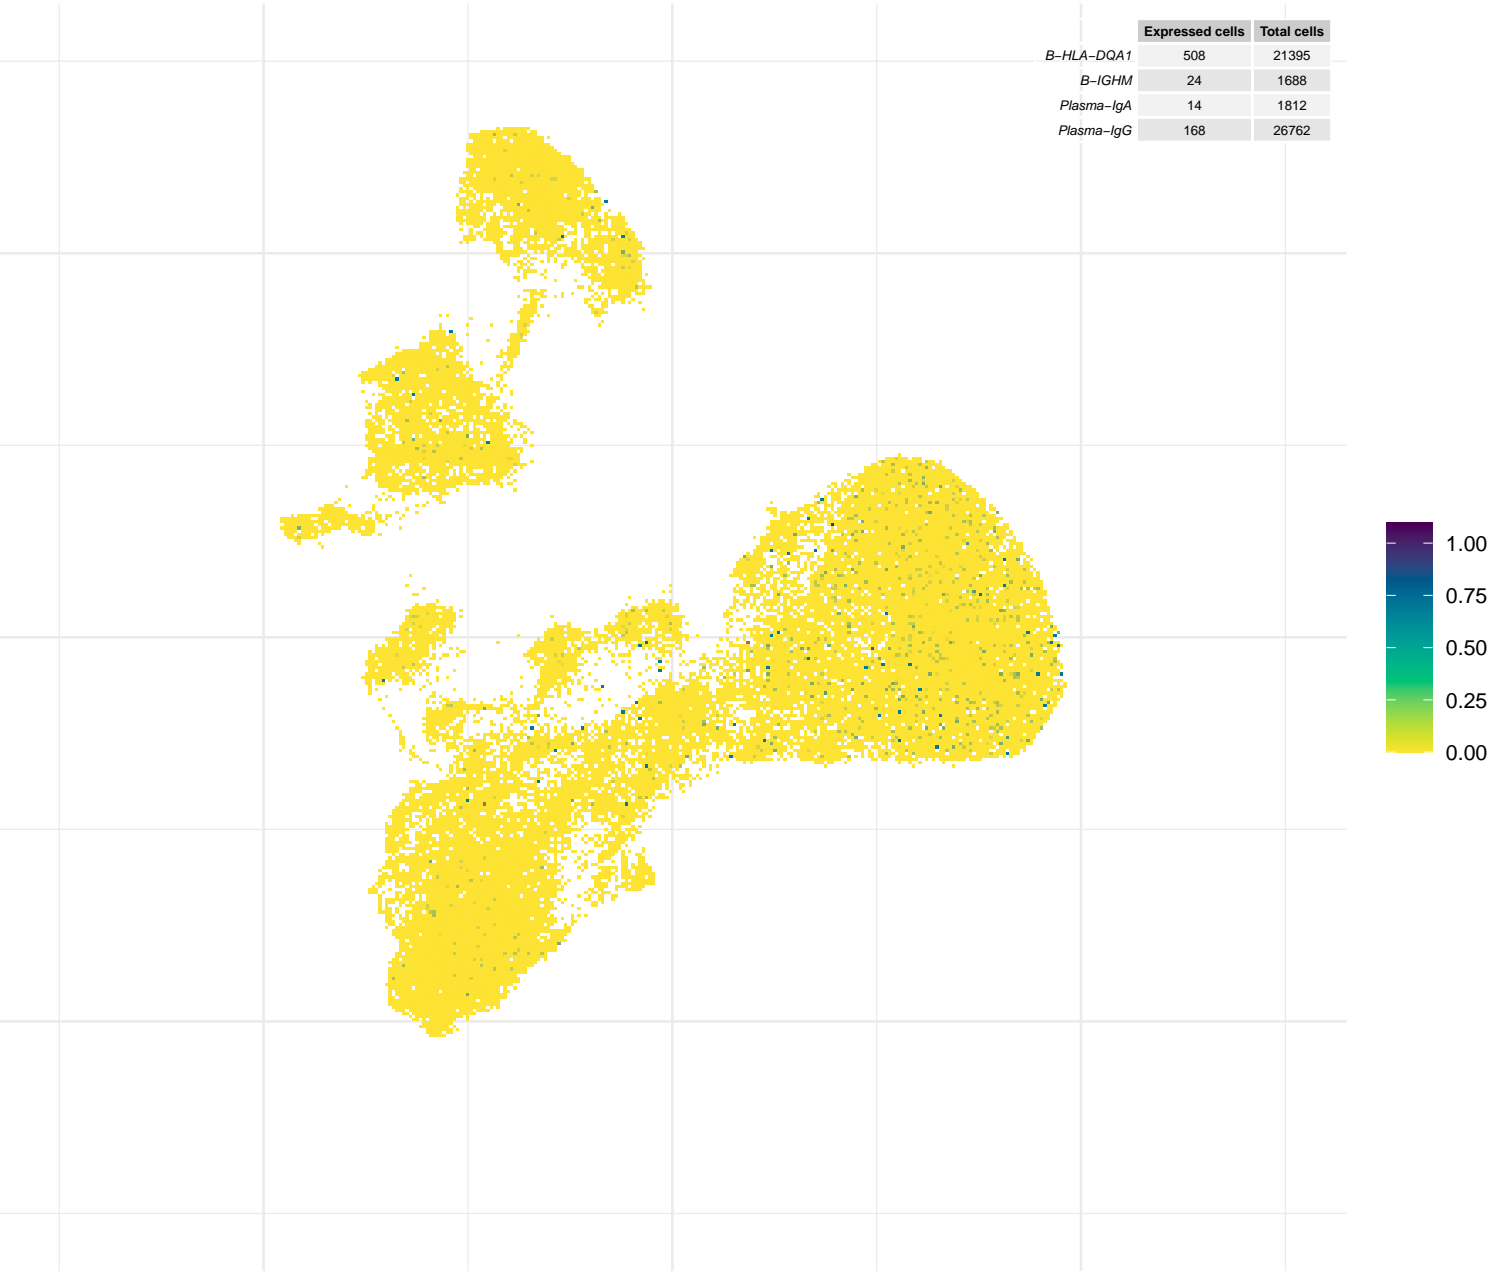 Expressed cells Total cells
B−HLA−DQA1 508 21395
B−IGHM 24 1688
Plasma−IgA 14 1812
Plasma−IgG 168 26762
1.00
0.75
0.50
0.25
0.00